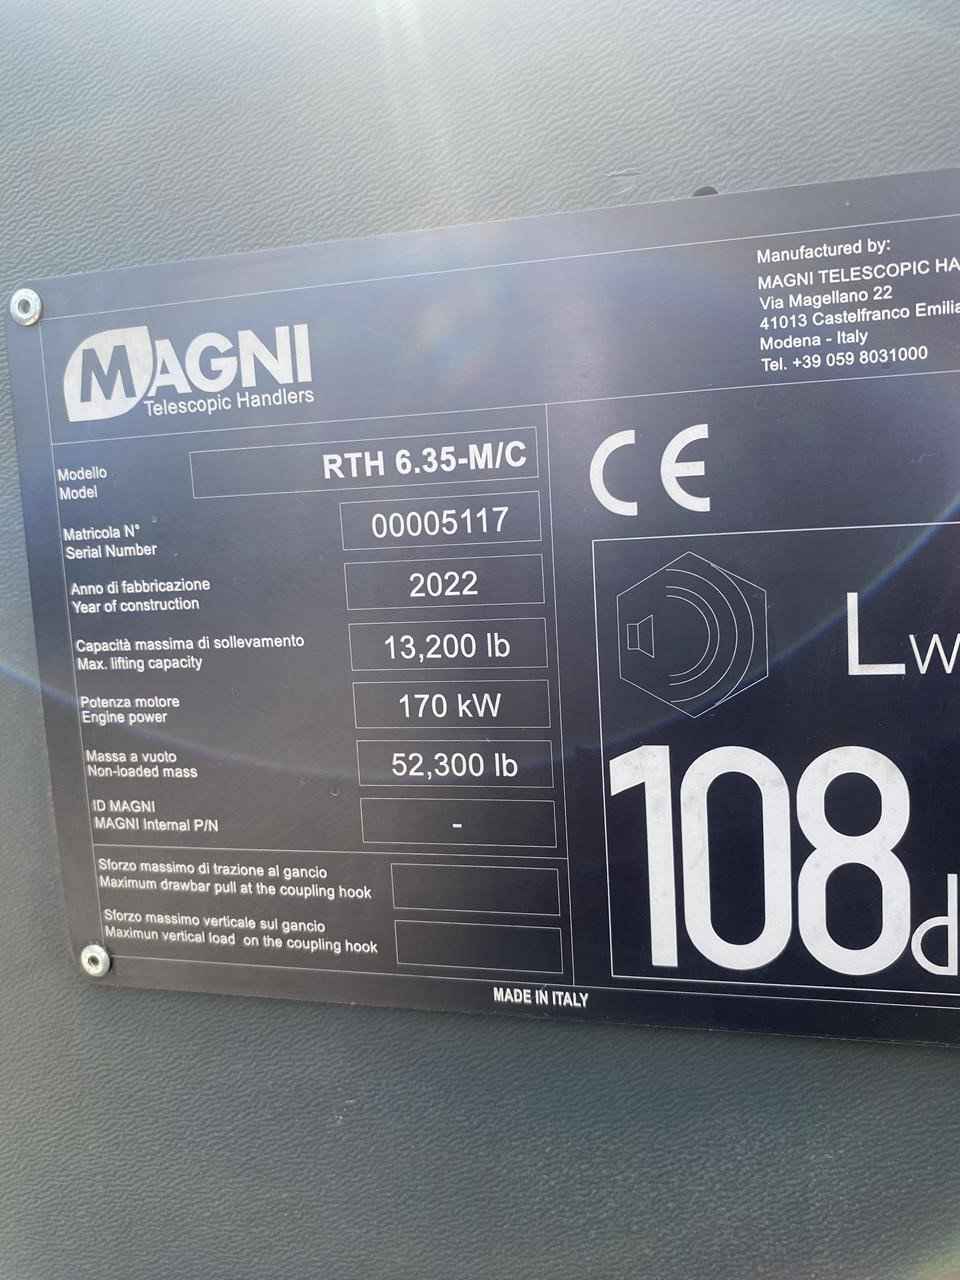 Manufactured by:
MAGNI TELESCOPIC HA
Via Magellano 22
41013 Castelfranco Emilia
Modena - Italy
Tel. +39 059 8031000
MAGNI
Telescopic Handlers
Modello
Model
RTH 6.35-M/C
Matricola N°
Serial Number
00005117
Anno di fabbricazione
Year of construction
2022
Capacità massima di sollevamento
Max. lifting capacity
13,200 lb
Potenza motore
Engine power
170 kW
Massa a vuoto
Non-loaded mass
52,300 lb
ID MAGNI
MAGNI Internal P/N
-
Sforzo massimo di trazione al gancio
Maximum drawbar pull at the coupling hook
Sforzo massimo verticale sul gancio
Maximun vertical load on the coupling hook
CE
LW
108d
MADE IN ITALY